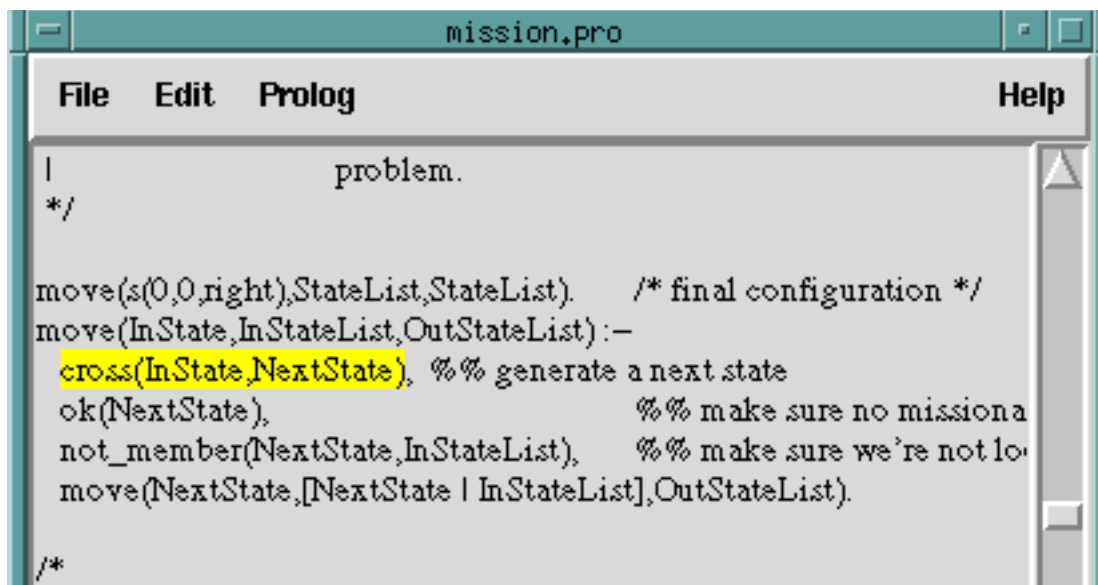 mission.pro
File Edit Prolog Help
| problem.
*/
move(s(0,0,right),StateList,StateList). /* final configuration */
move(InState,InStateList,OutStateList) :–
cross(InState,NextState), %% generate a next state
ok(NextState), %% make sure no missiona
not_member(NextState,InStateList), %% make sure we're not loo
move(NextState,[NextState | InStateList],OutStateList).
/*